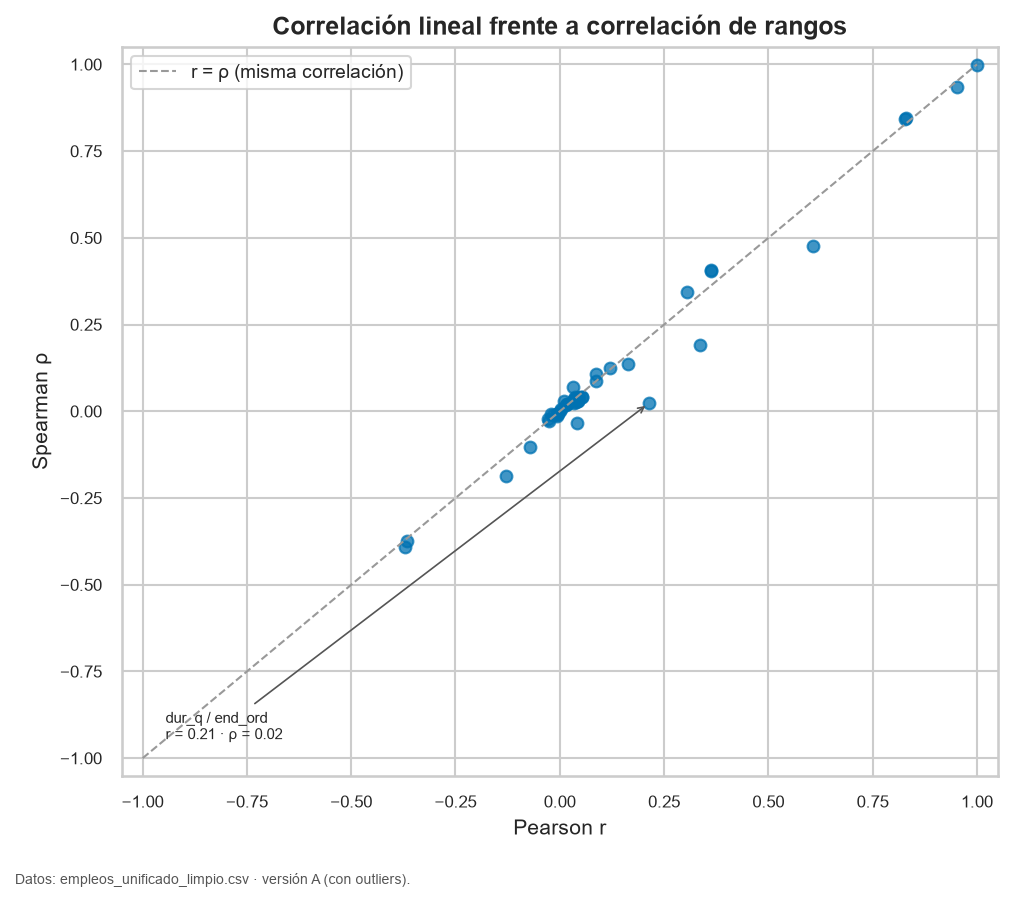 Correlación lineal frente a correlación de rangos
r = ρ (misma correlación)
1.00
0.75
0.50
0.25
0.00
−0.25
−0.50
−0.75
−1.00
Spearman ρ
dur_q / end_ord
r = 0.21 · ρ = 0.02
−1.00 −0.75 −0.50 −0.25 0.00 0.25 0.50 0.75 1.00
Pearson r
Datos: empleos_unificado_limpio.csv · versión A (con outliers).